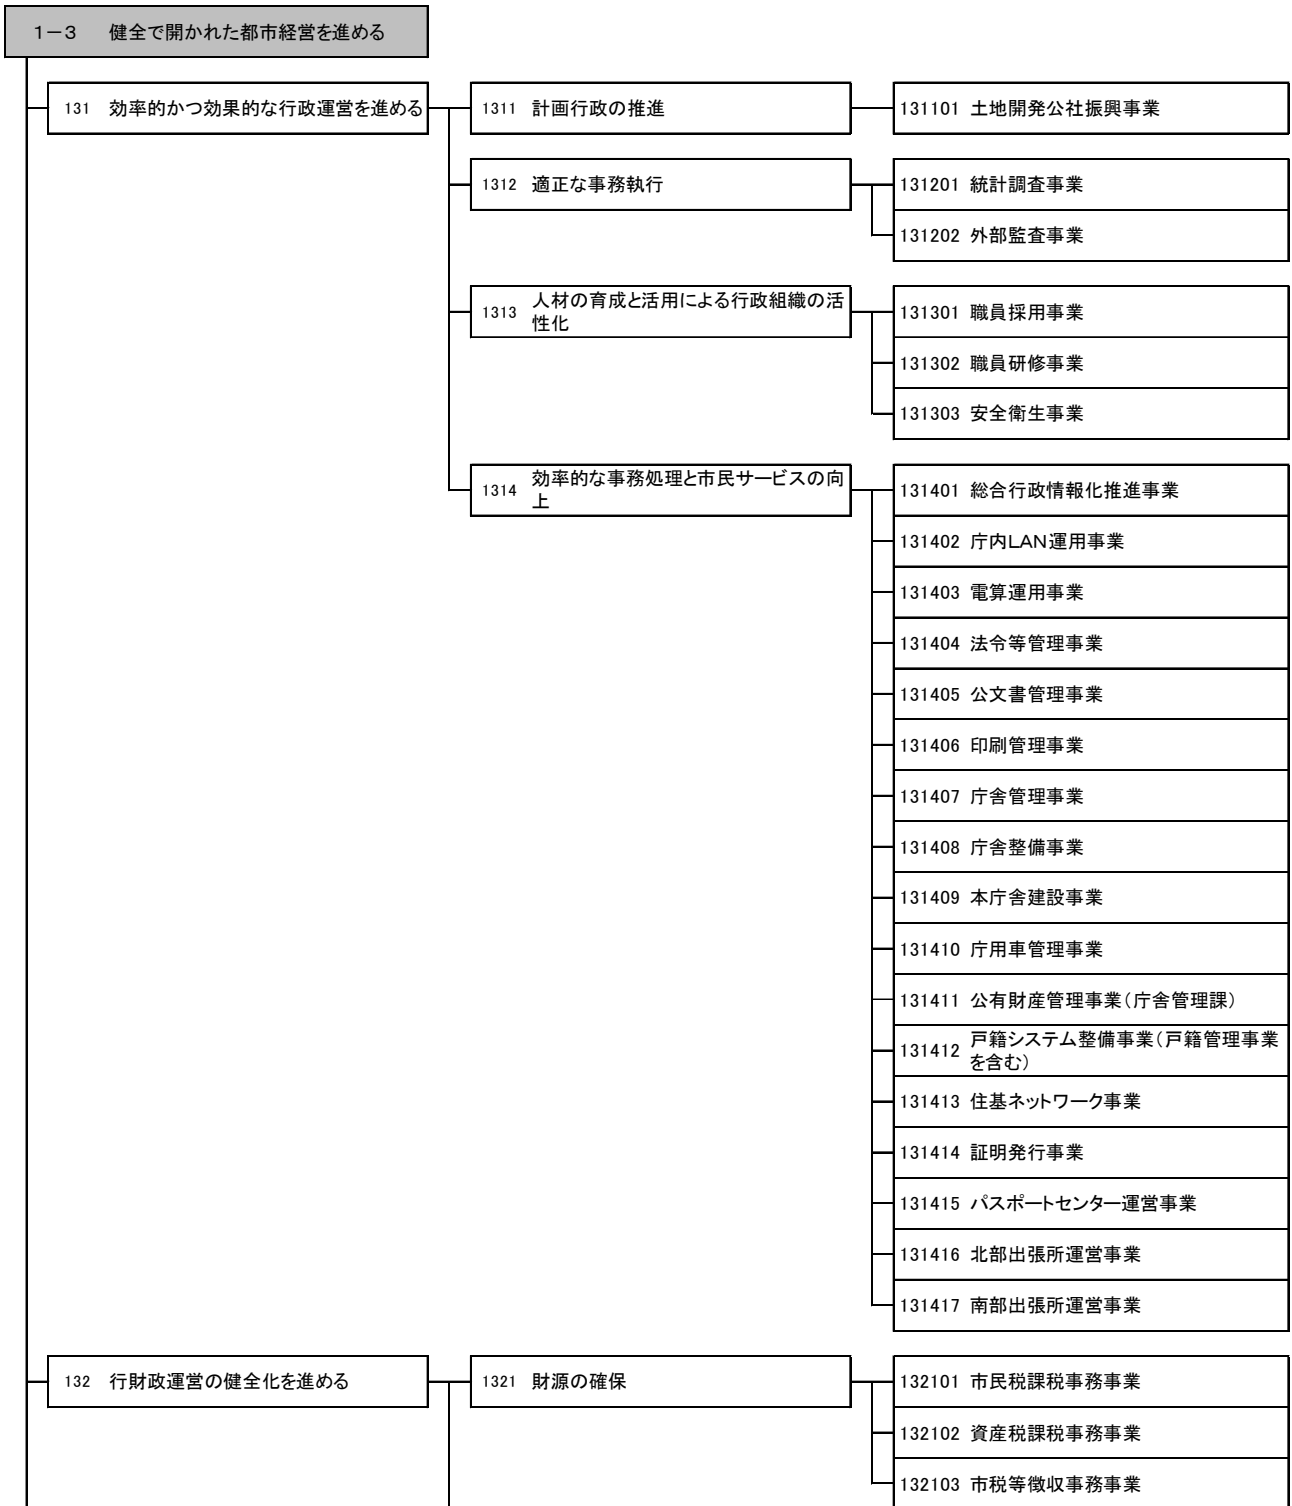 1-3 健全で開かれた都市経営を進める
131 効率的かつ効果的な行政運営を進める
1311 計画行政の推進
131101 土地開発公社振興事業
1312 適正な事務執行
131201 統計調査事業
131202 外部監査事業
1313 人材の育成と活用による行政組織の活
性化
131301 職員採用事業
131302 職員研修事業
131303 安全衛生事業
1314 効率的な事務処理と市民サービスの向
上
131401 総合行政情報化推進事業
131402 庁内LAN運用事業
131403 電算運用事業
131404 法令等管理事業
131405 公文書管理事業
131406 印刷管理事業
131407 庁舎管理事業
131408 庁舎整備事業
131409 本庁舎建設事業
131410 庁用車管理事業
131411 公有財産管理事業(庁舎管理課)
131412 戸籍システム整備事業(戸籍管理事業
を含む)
131413 住基ネットワーク事業
131414 証明発行事業
131415 パスポートセンター運営事業
131416 北部出張所運営事業
131417 南部出張所運営事業
132 行財政運営の健全化を進める
1321 財源の確保
132101 市民税課税事務事業
132102 資産税課税事務事業
132103 市税等徴収事務事業